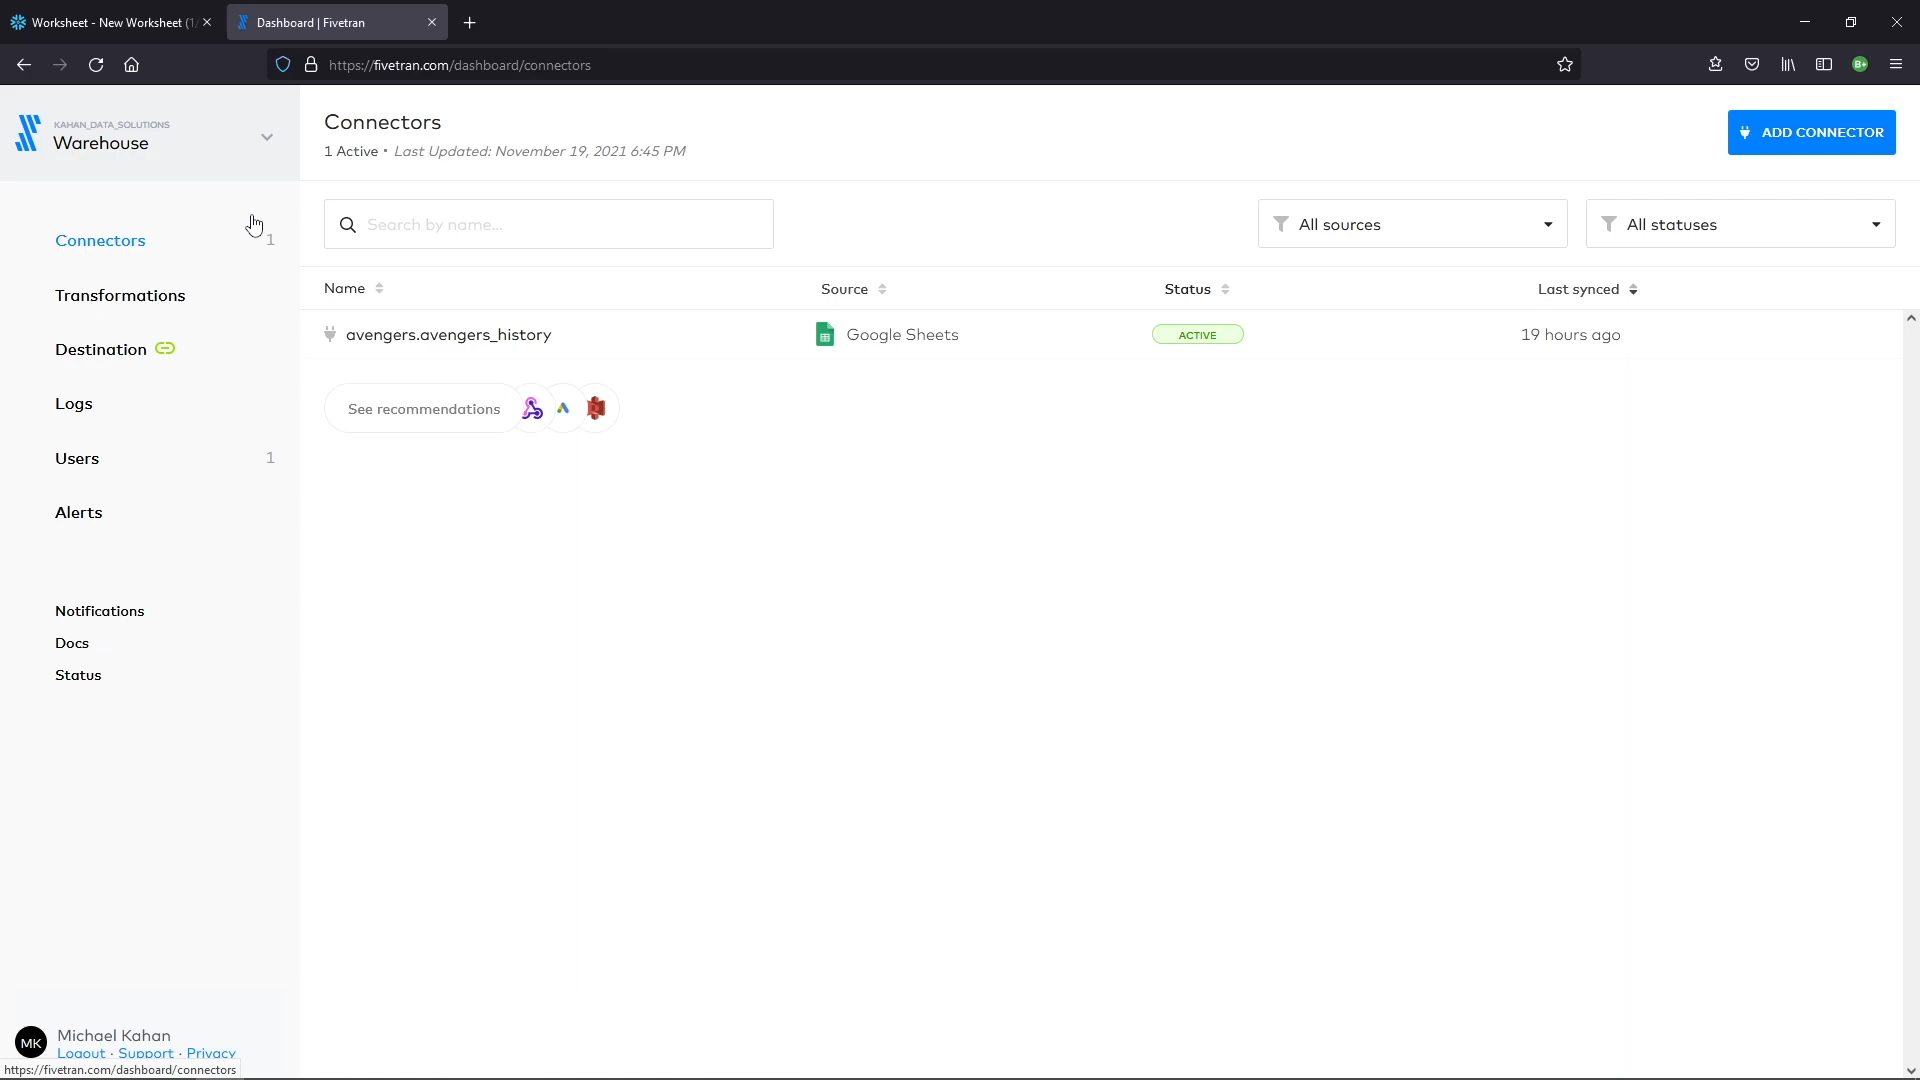 Worksheet - New Worksheet (1/
Dashboard | Fivetran
https://fivetran.com/dashboard/connectors
B+
KAHAN_DATA_SOLUTIONS
Warehouse
Connectors
1 Active • Last Updated: November 19, 2021 6:45 PM
ADD CONNECTOR
Search by name...
All sources
All statuses
Connectors 1
Transformations
Destination
Logs
Users 1
Alerts
Notifications
Docs
Status
Name Source Status Last synced
avengers.avengers_history Google Sheets ACTIVE 19 hours ago
See recommendations
MK
Michael Kahan
Logout · Support · Privacy
https://fivetran.com/dashboard/connectors